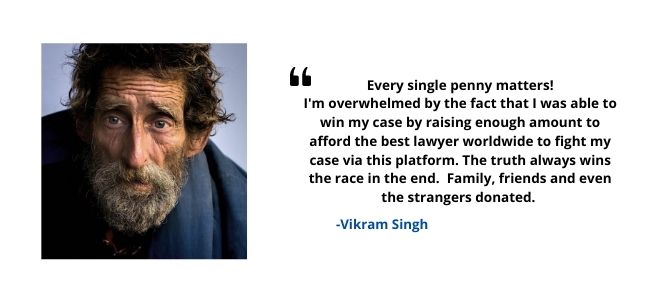 “
Every single penny matters!
I'm overwhelmed by the fact that I was able to
win my case by raising enough amount to
afford the best lawyer worldwide to fight my
case via this platform. The truth always wins
the race in the end.  Family, friends and even
the strangers donated.
-Vikram Singh